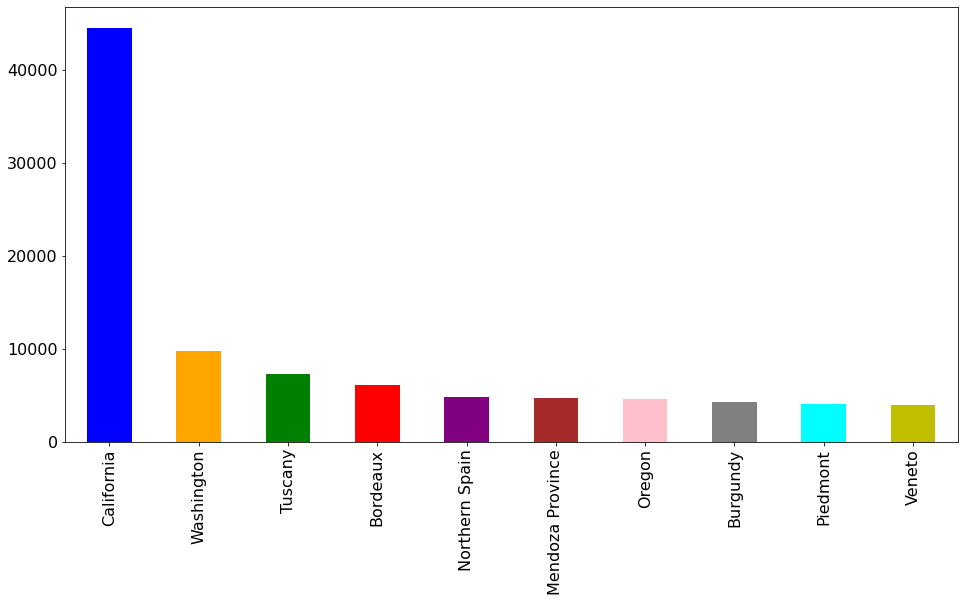 40000
30000
20000
10000
0
California
Washington
Tuscany
Bordeaux
Northern Spain
Mendoza Province
Oregon
Burgundy
Piedmont
Veneto